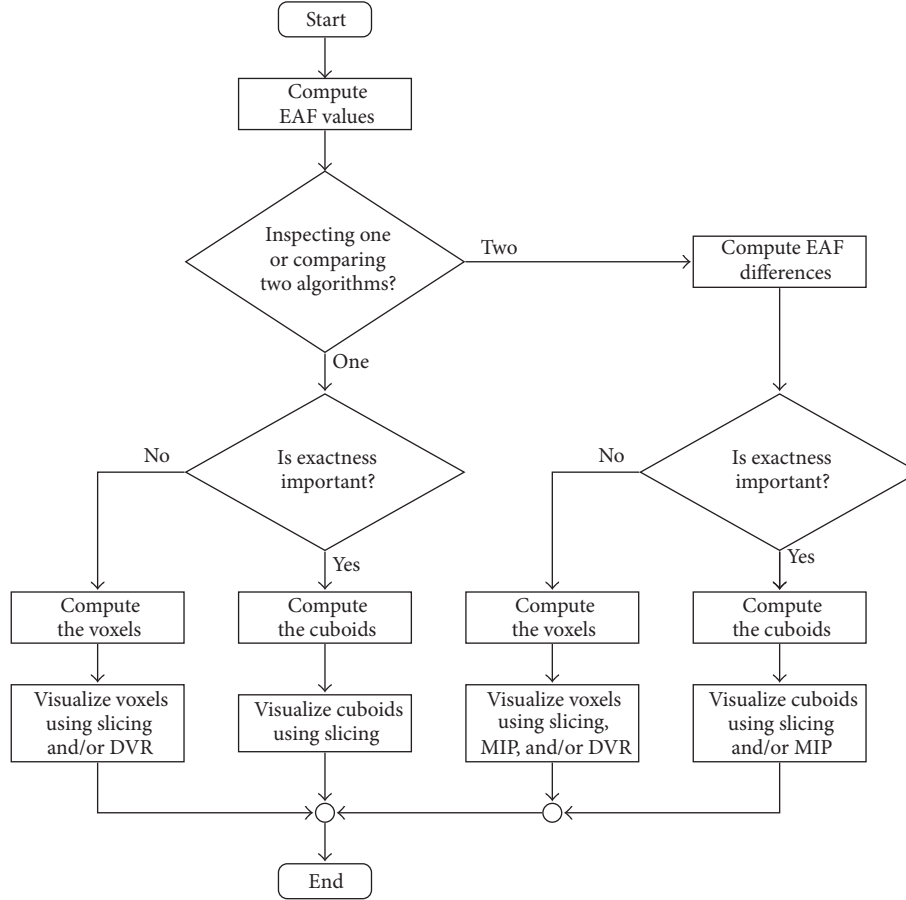 Start
Compute
EAF values
Inspecting one
or comparing
two algorithms?
Two
Compute EAF
differences
One
No
Is exactness
important?
Yes
No
Is exactness
important?
Yes
Compute
the voxels
Compute
the cuboids
Compute
the voxels
Compute
the cuboids
Visualize voxels
using slicing
and/or DVR
Visualize cuboids
using slicing
Visualize voxels
using slicing,
MIP, and/or DVR
Visualize cuboids
using slicing
and/or MIP
End